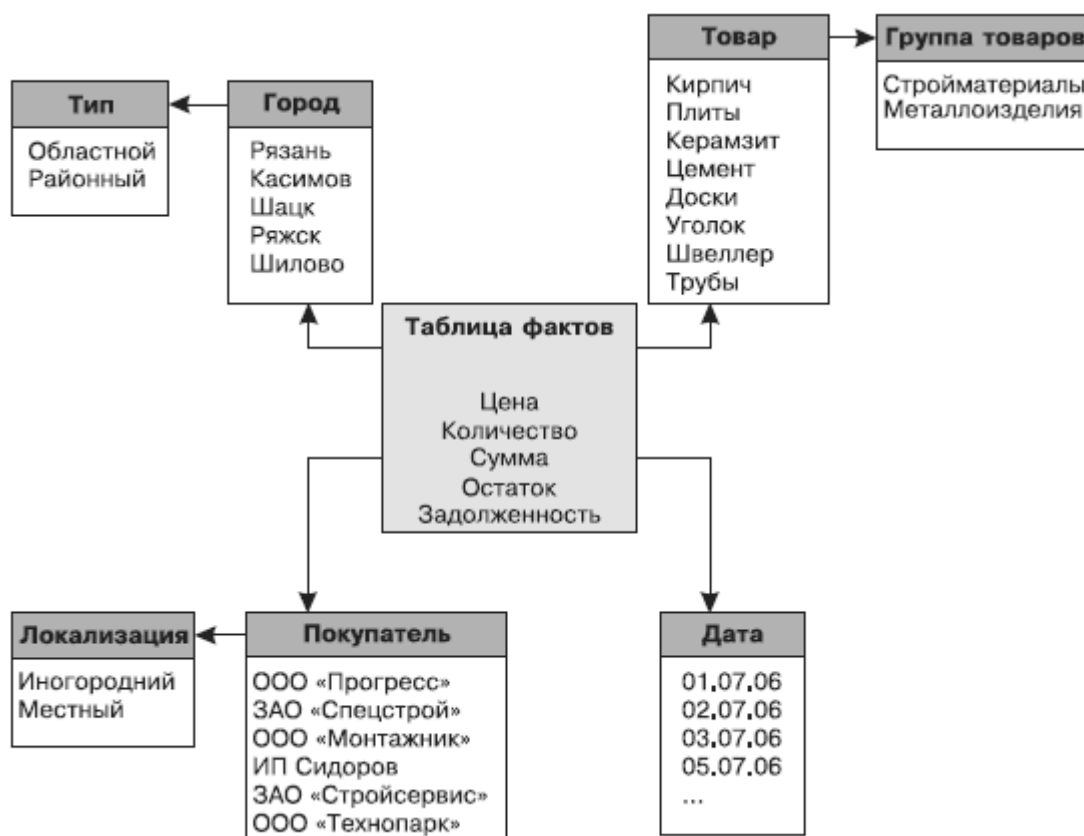 Товар
Кирпич
Плиты
Керамзит
Цемент
Доски
Уголок
Швеллер
Трубы
Группа товаров
Стройматериалы
Металлоизделия
Тип
Областной
Районный
Город
Рязань
Касимов
Шацк
Ряжск
Шилово
Таблица фактов
Цена
Количество
Сумма
Остаток
Задолженность
Локализация
Иногородний
Местный
Покупатель
ООО «Прогресс»
ЗАО «Спецстрой»
ООО «Монтажник»
ИП Сидоров
ЗАО «Стройсервис»
ООО «Технопарк»
Дата
01.07.06
02.07.06
03.07.06
05.07.06
...